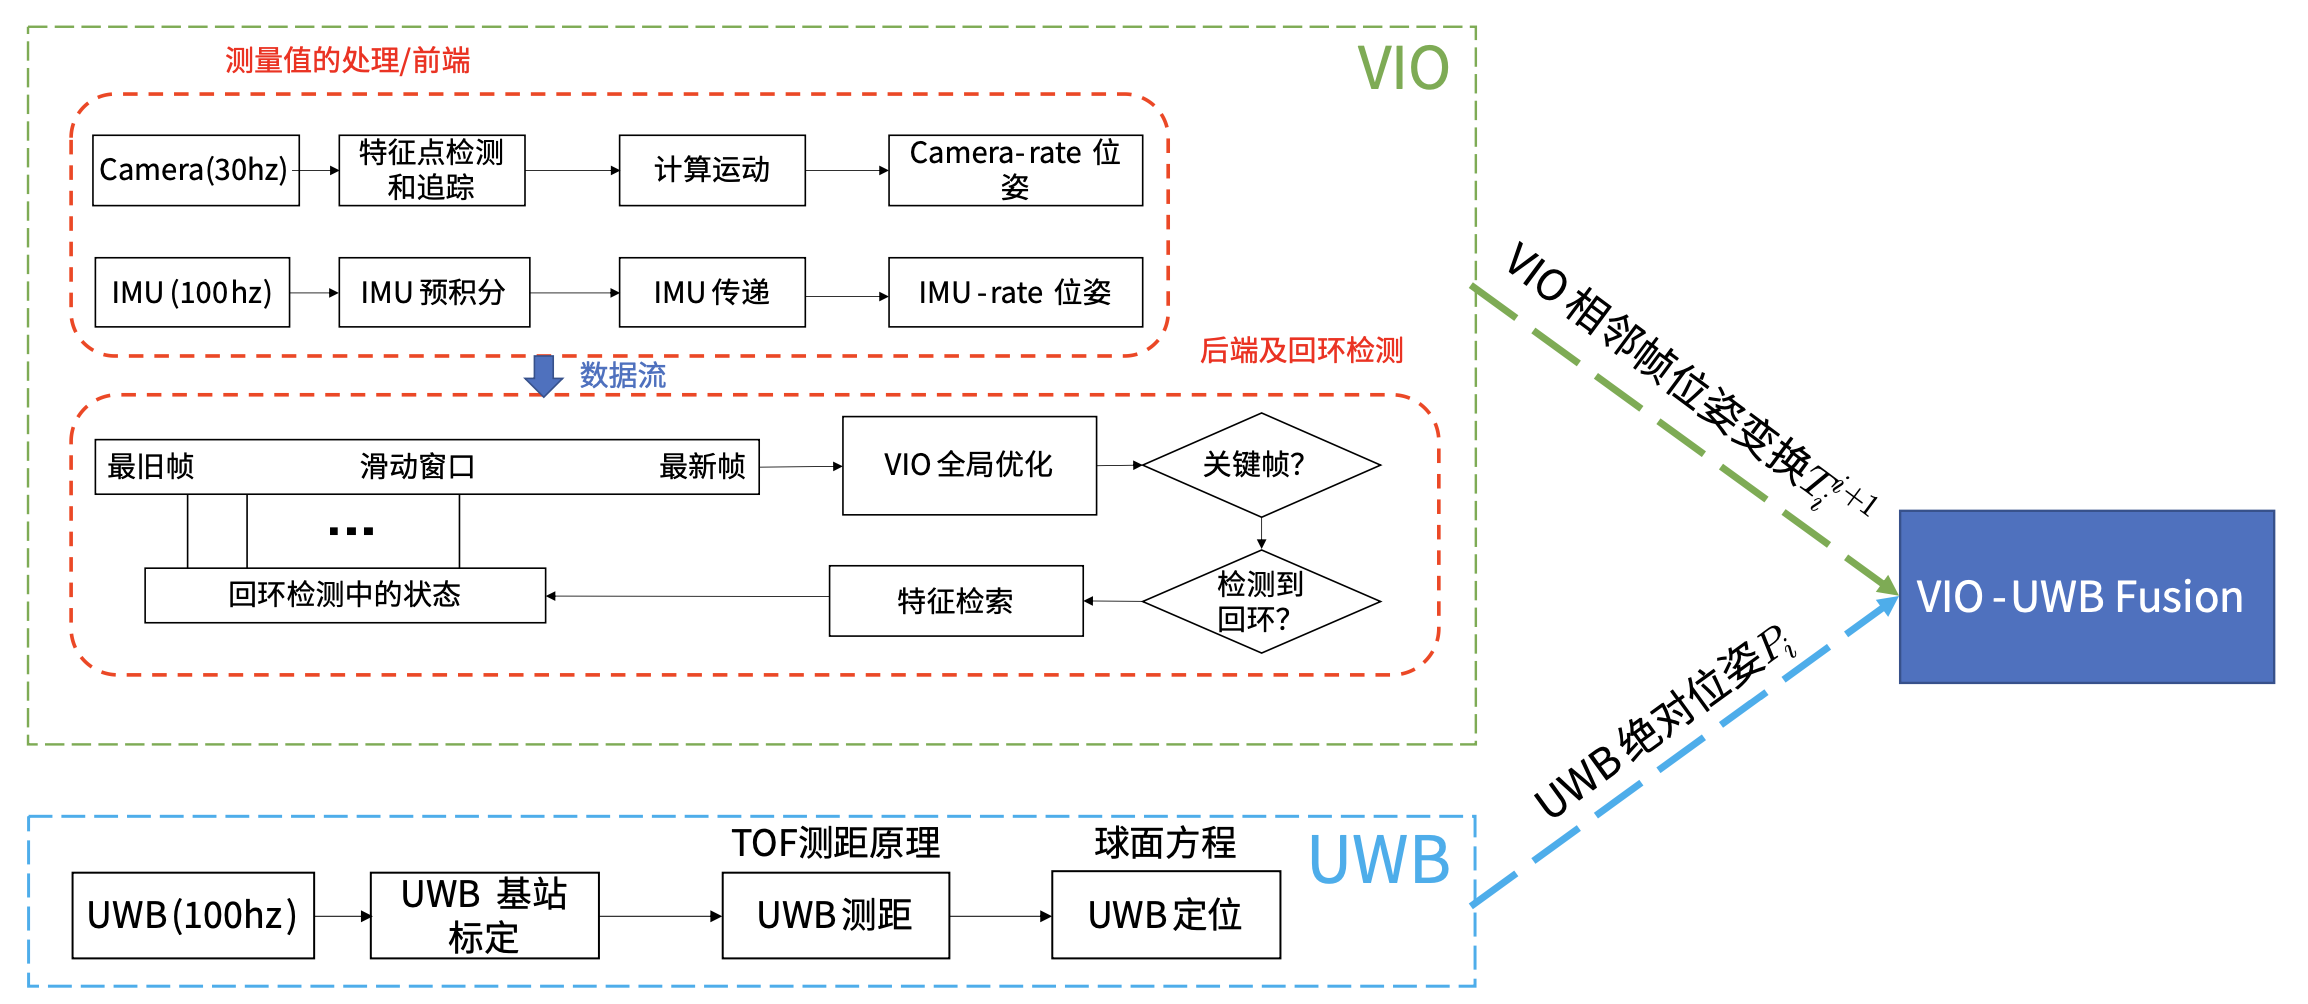 测量值的处理/前端
VIO
Camera(30hz)
特征点检测
和追踪
计算运动
Camera-rate 位
姿
IMU (100hz)
IMU 预积分
IMU 传递
IMU-rate 位姿
数据流
后端及回环检测
最旧帧 滑动窗口 最新帧
...
VIO 全局优化
关键帧?
回环检测中的状态
特征检索
检测到
回环?
VIO 相邻帧位姿变换$T_i^{i+1}$
VIO-UWB Fusion
UWB 绝对位姿$P_i$
UWB
TOF测距原理
球面方程
UWB(100hz)
UWB 基站
标定
UWB 测距
UWB 定位